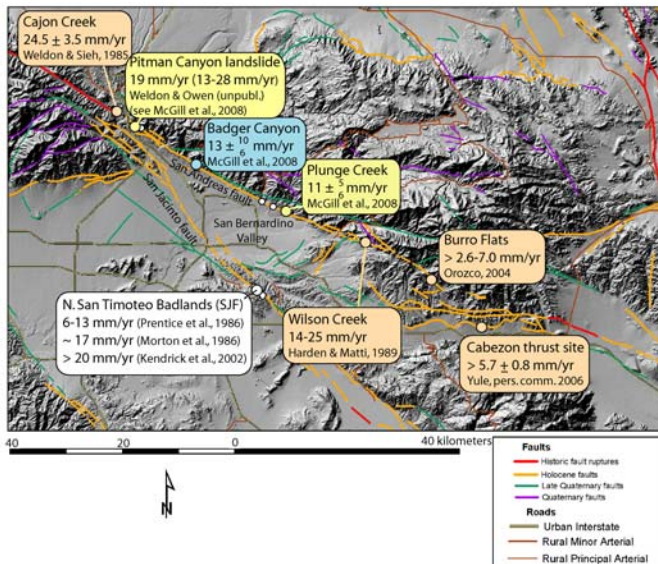 Cajon Creek
24.5 ± 3.5 mm/yr
Weldon & Sieh, 1985
Pitman Canyon landslide
19 mm/yr (13-28 mm/yr)
Weldon & Owen (unpubl.)
(see McGill et al., 2008)
Badger Canyon
13 ± 10 6 mm/yr
McGill et al., 2008
Plunge Creek
11 ± 5 6 mm/yr
McGill et al., 2008
San Andreas Fault
San Jacinto Fault
San Bernardino
Valley
Burro Flats
> 2.6-7.0 mm/yr
Orozco, 2004
N. San Timoteo Badlands (SJF)
6-13 mm/yr (Prentice et al., 1986)
~ 17 mm/yr (Morton et al., 1986)
> 20 mm/yr (Kendrick et al., 2002)
Wilson Creek
14-25 mm/yr
Harden & Matti, 1989
Cabezon thrust site
> 5.7 ± 0.8 mm/yr
Yule, pers. comm. 2006
40 20 0 40 kilometers
N
Faults
Historic fault ruptures
Holocene faults
Late Quaternary faults
Quaternary faults
Roads
Urban Interstate
Rural Minor Arterial
Rural Principal Arterial